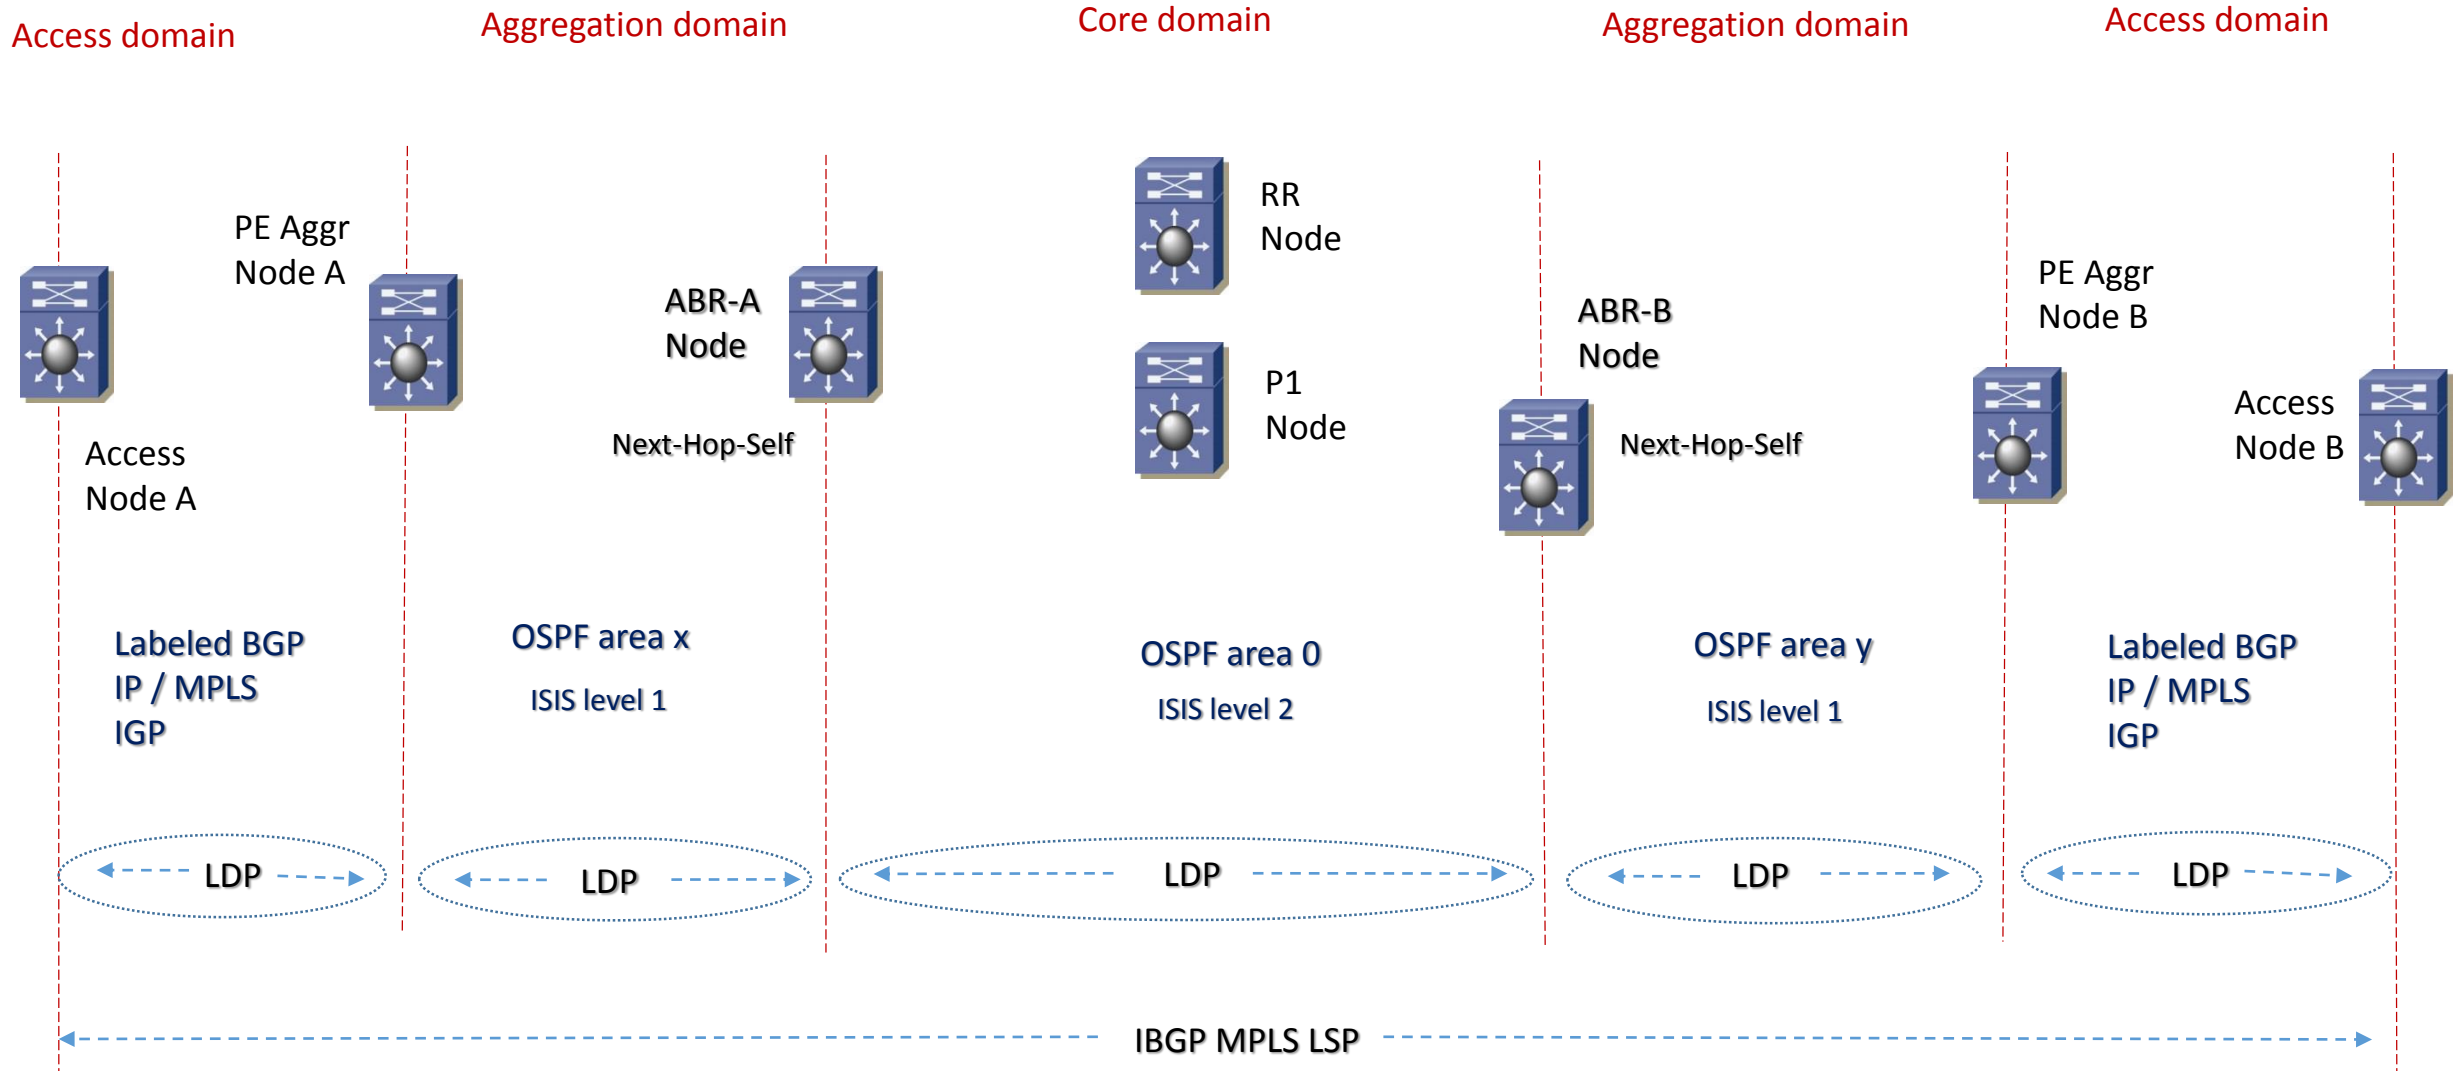 Access domain
Aggregation domain
Core domain
Aggregation domain
Access domain
PE Aggr
Node A
ABR-A
Node
Next-Hop-Self
Access
Node A
RR
Node
P1
Node
ABR-B
Node
Next-Hop-Self
PE Aggr
Node B
Access
Node B
Labeled BGP
IP / MPLS
IGP
OSPF area x
ISIS level 1
OSPF area 0
ISIS level 2
OSPF area y
ISIS level 1
Labeled BGP
IP / MPLS
IGP
LDP
LDP
LDP
LDP
LDP
IBGP MPLS LSP